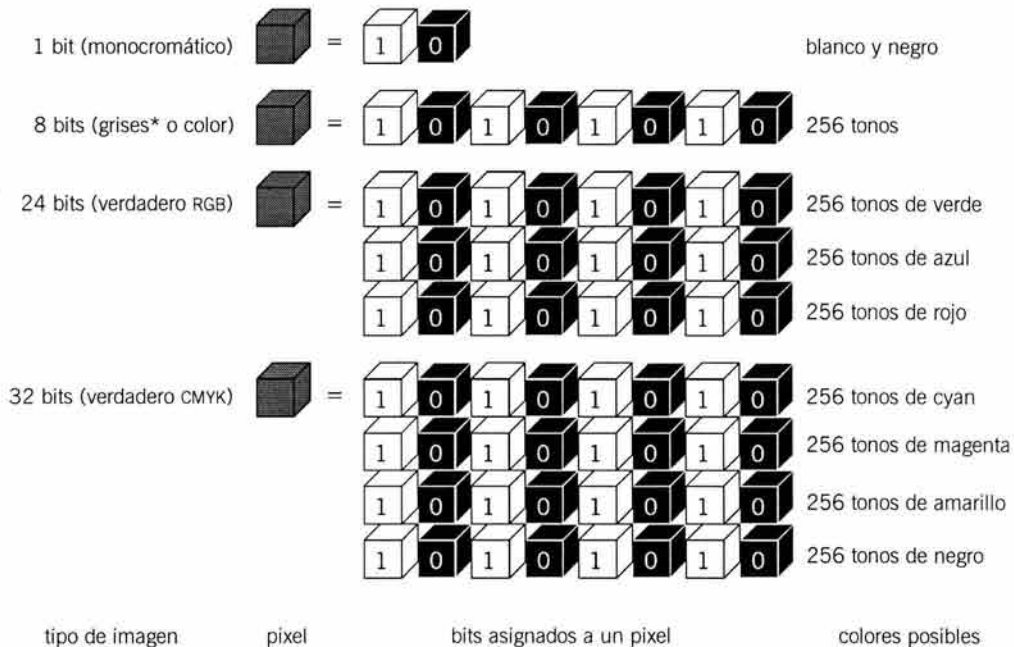 1 bit (monocromático) = 1 0 blanco y negro
8 bits (grises* o color) = 1 0 1 0 1 0 1 0 256 tonos
24 bits (verdadero RGB) = 1 0 1 0 1 0 1 0 256 tonos de verde
1 0 1 0 1 0 1 0 256 tonos de azul
1 0 1 0 1 0 1 0 256 tonos de rojo
32 bits (verdadero CMYK) = 1 0 1 0 1 0 1 0 256 tonos de cyan
1 0 1 0 1 0 1 0 256 tonos de magenta
1 0 1 0 1 0 1 0 256 tonos de amarillo
1 0 1 0 1 0 1 0 256 tonos de negro
tipo de imagen pixel bits asignados a un pixel colores posibles